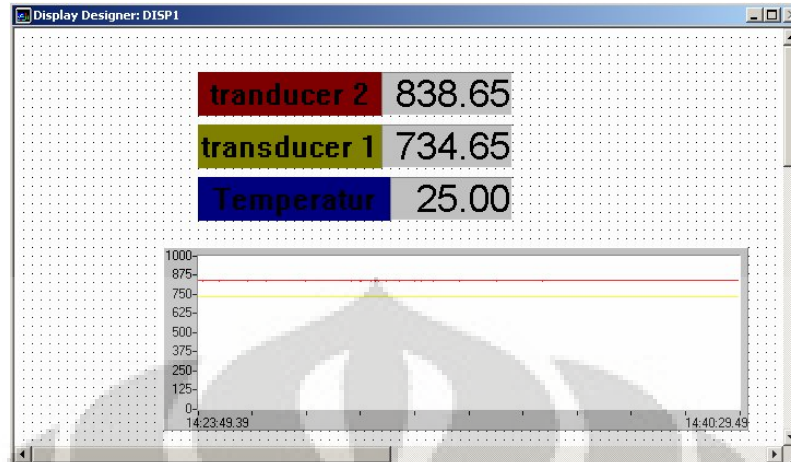 Display Designer: DISP1
tranducer 2 838.65
transducer 1 734.65
Temperatur 25.00
1000
875
750
625
500
375
250
125
0
14:23:49.39 14:40:29.49